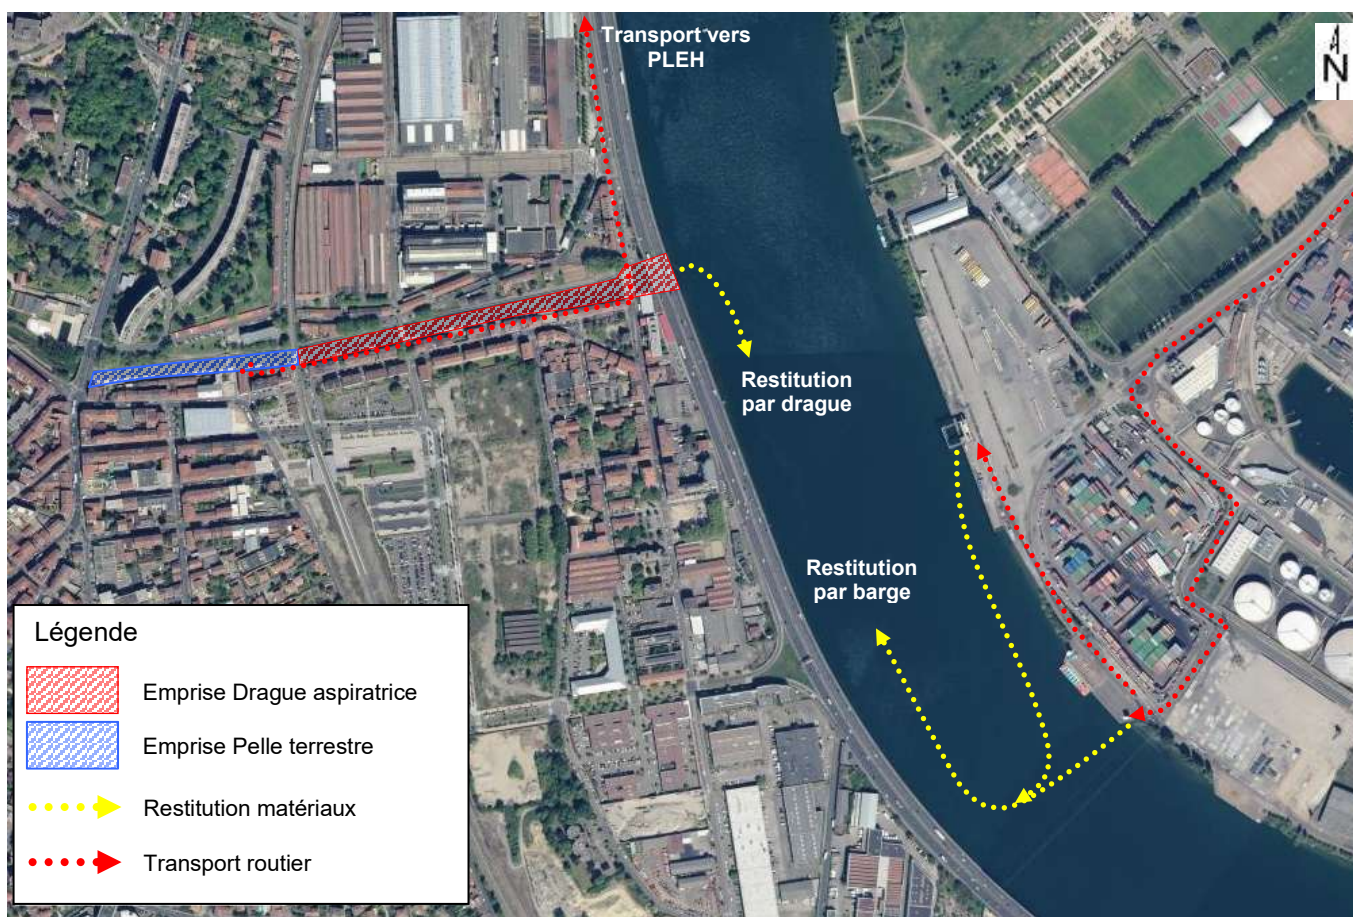 Transport vers
PLEH
N
Restitution
par drague
Restitution
par barge
Légende
Emprise Drague aspiratrice
Emprise Pelle terrestre
Restitution matériaux
Transport routier